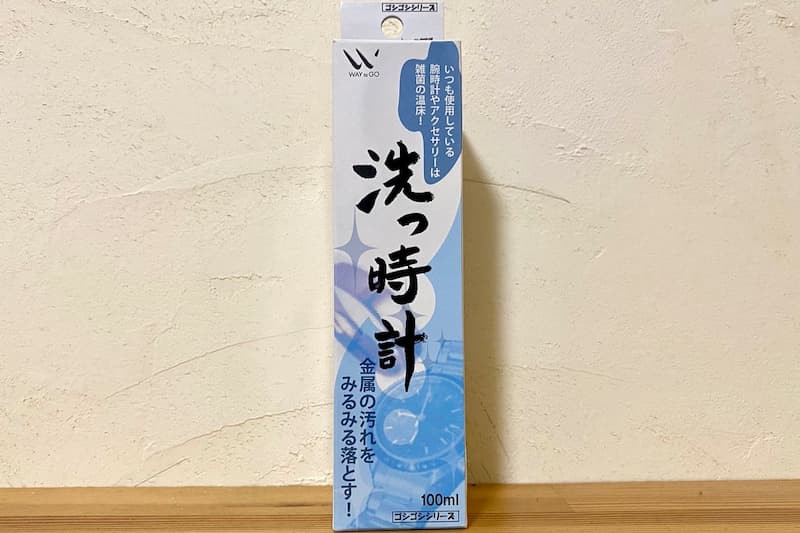 ゴシゴシシリーズ
WAY to GO
いつも使用している
腕時計やアクセサリーは
雑菌の温床！
洗っ時計
金属の汚れを
みるみる落とす！
100ml
ゴシゴシシリーズ